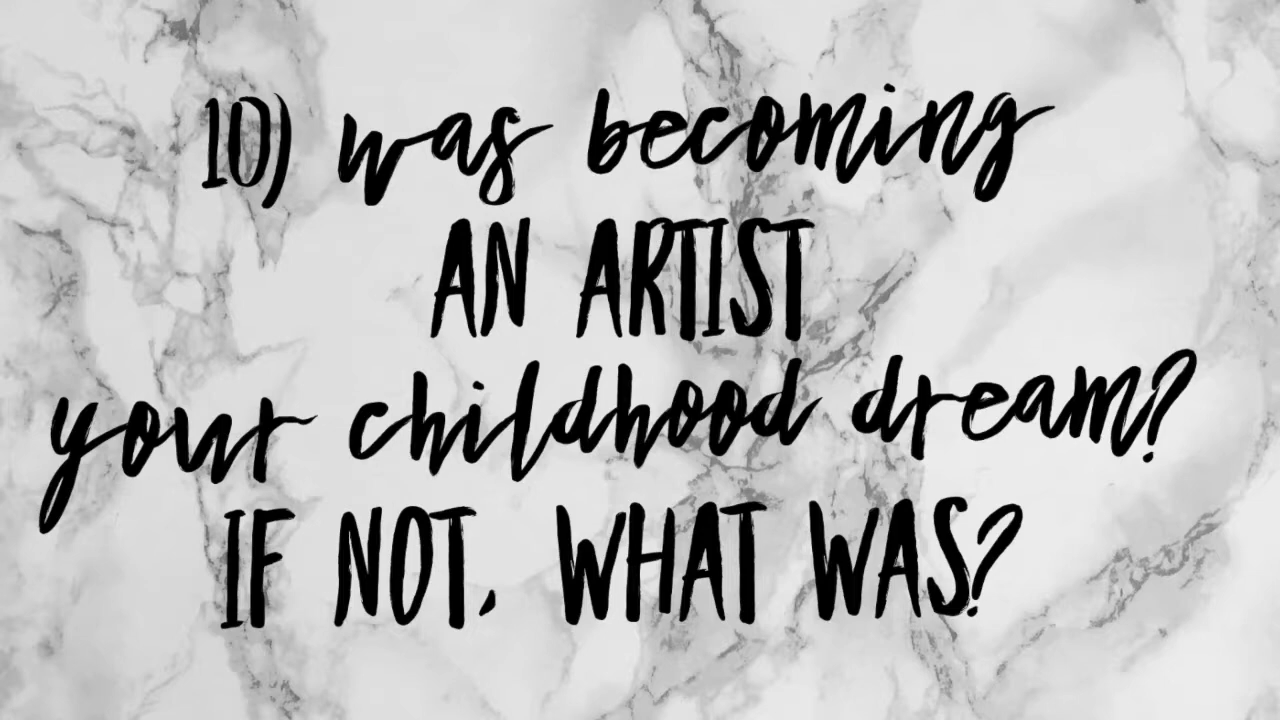 10) was becoming
AN ARTIST
your childhood dream?
IF NOT, WHAT WAS?